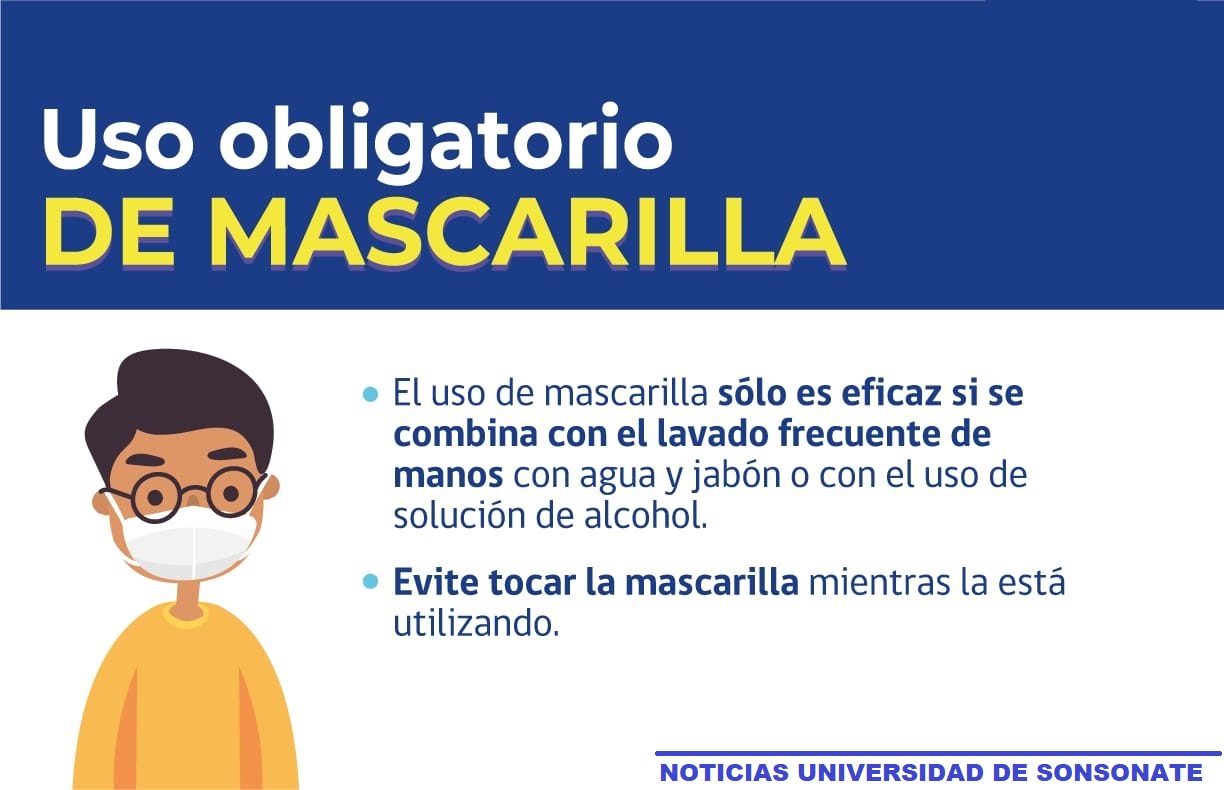 Uso obligatorio
DE MASCARILLA
• El uso de mascarilla sólo es eficaz si se
combina con el lavado frecuente de
manos con agua y jabón o con el uso de
solución de alcohol.
• Evite tocar la mascarilla mientras la está
utilizando.
NOTICIAS UNIVERSIDAD DE SONSONATE